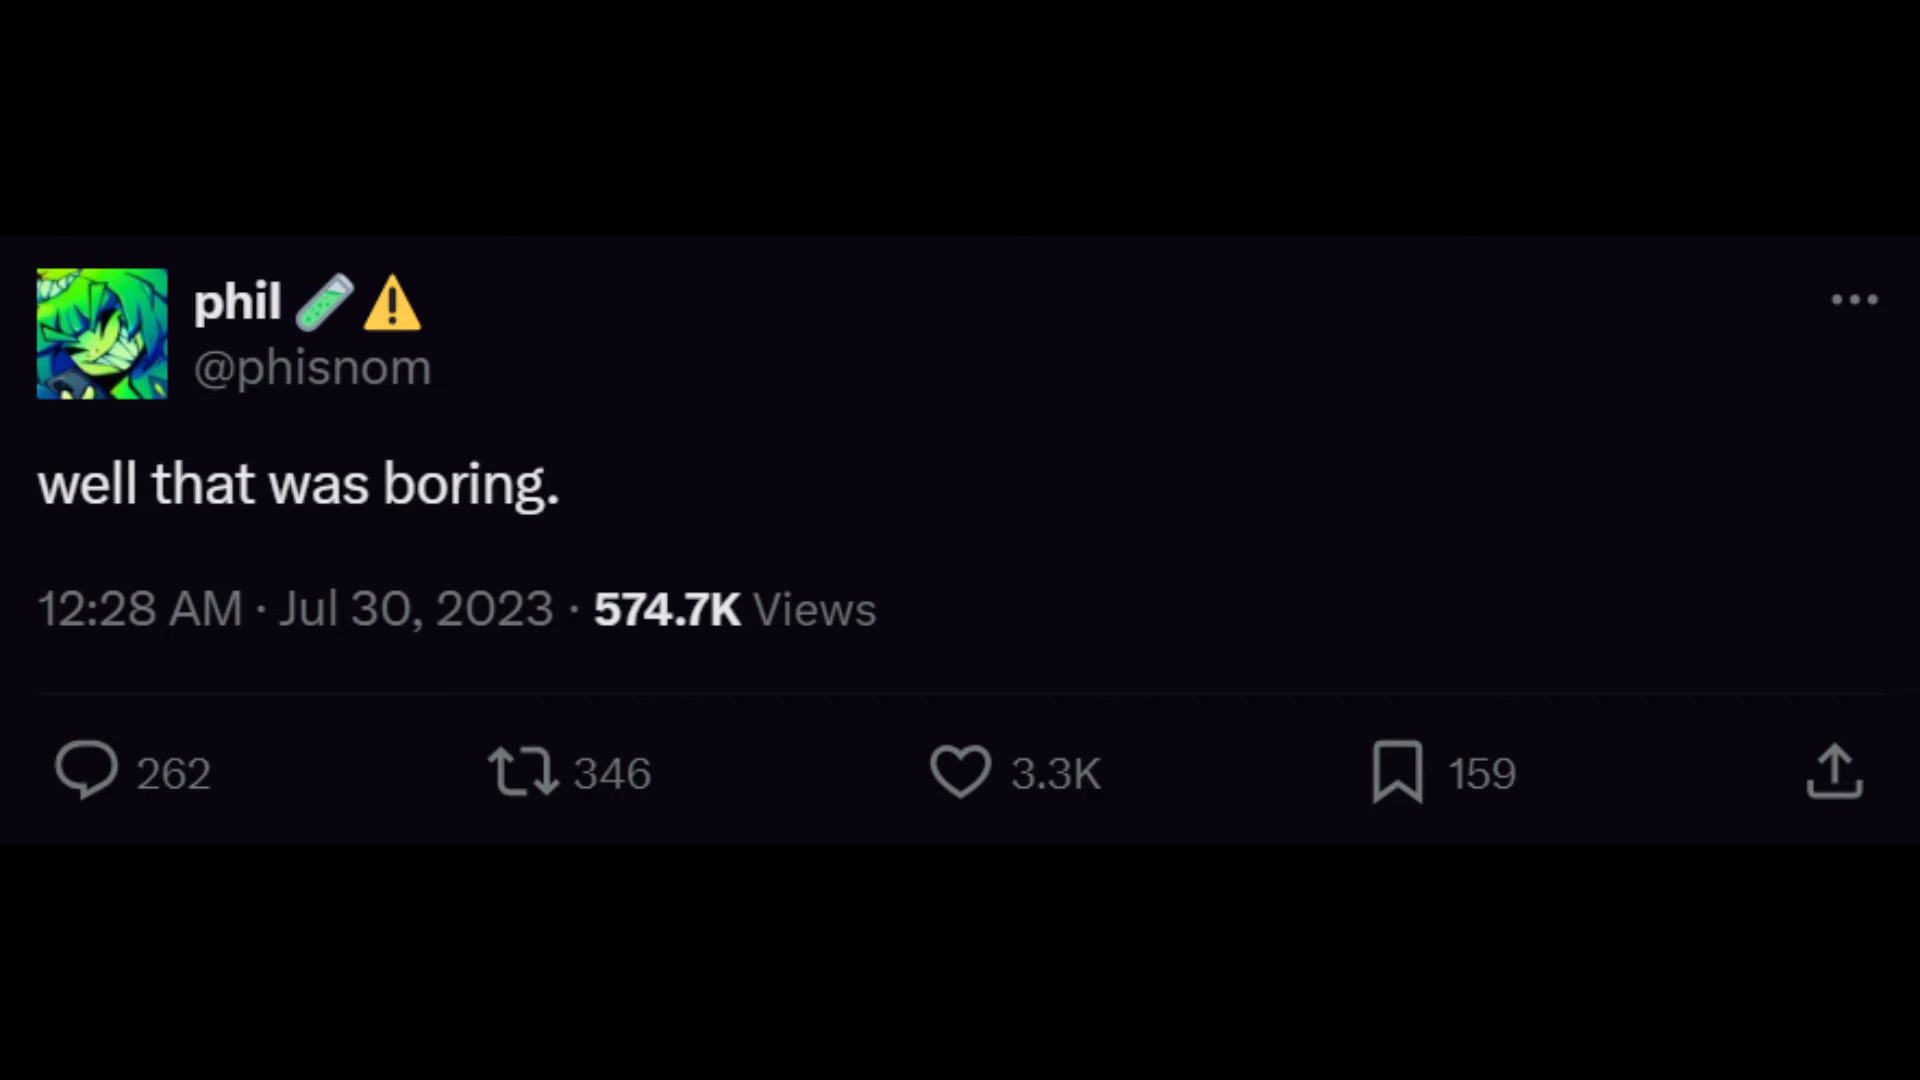 phil 🧪⚠️
@phisnom
well that was boring.
12:28 AM · Jul 30, 2023 · 574.7K Views
262 346 3.3K 159